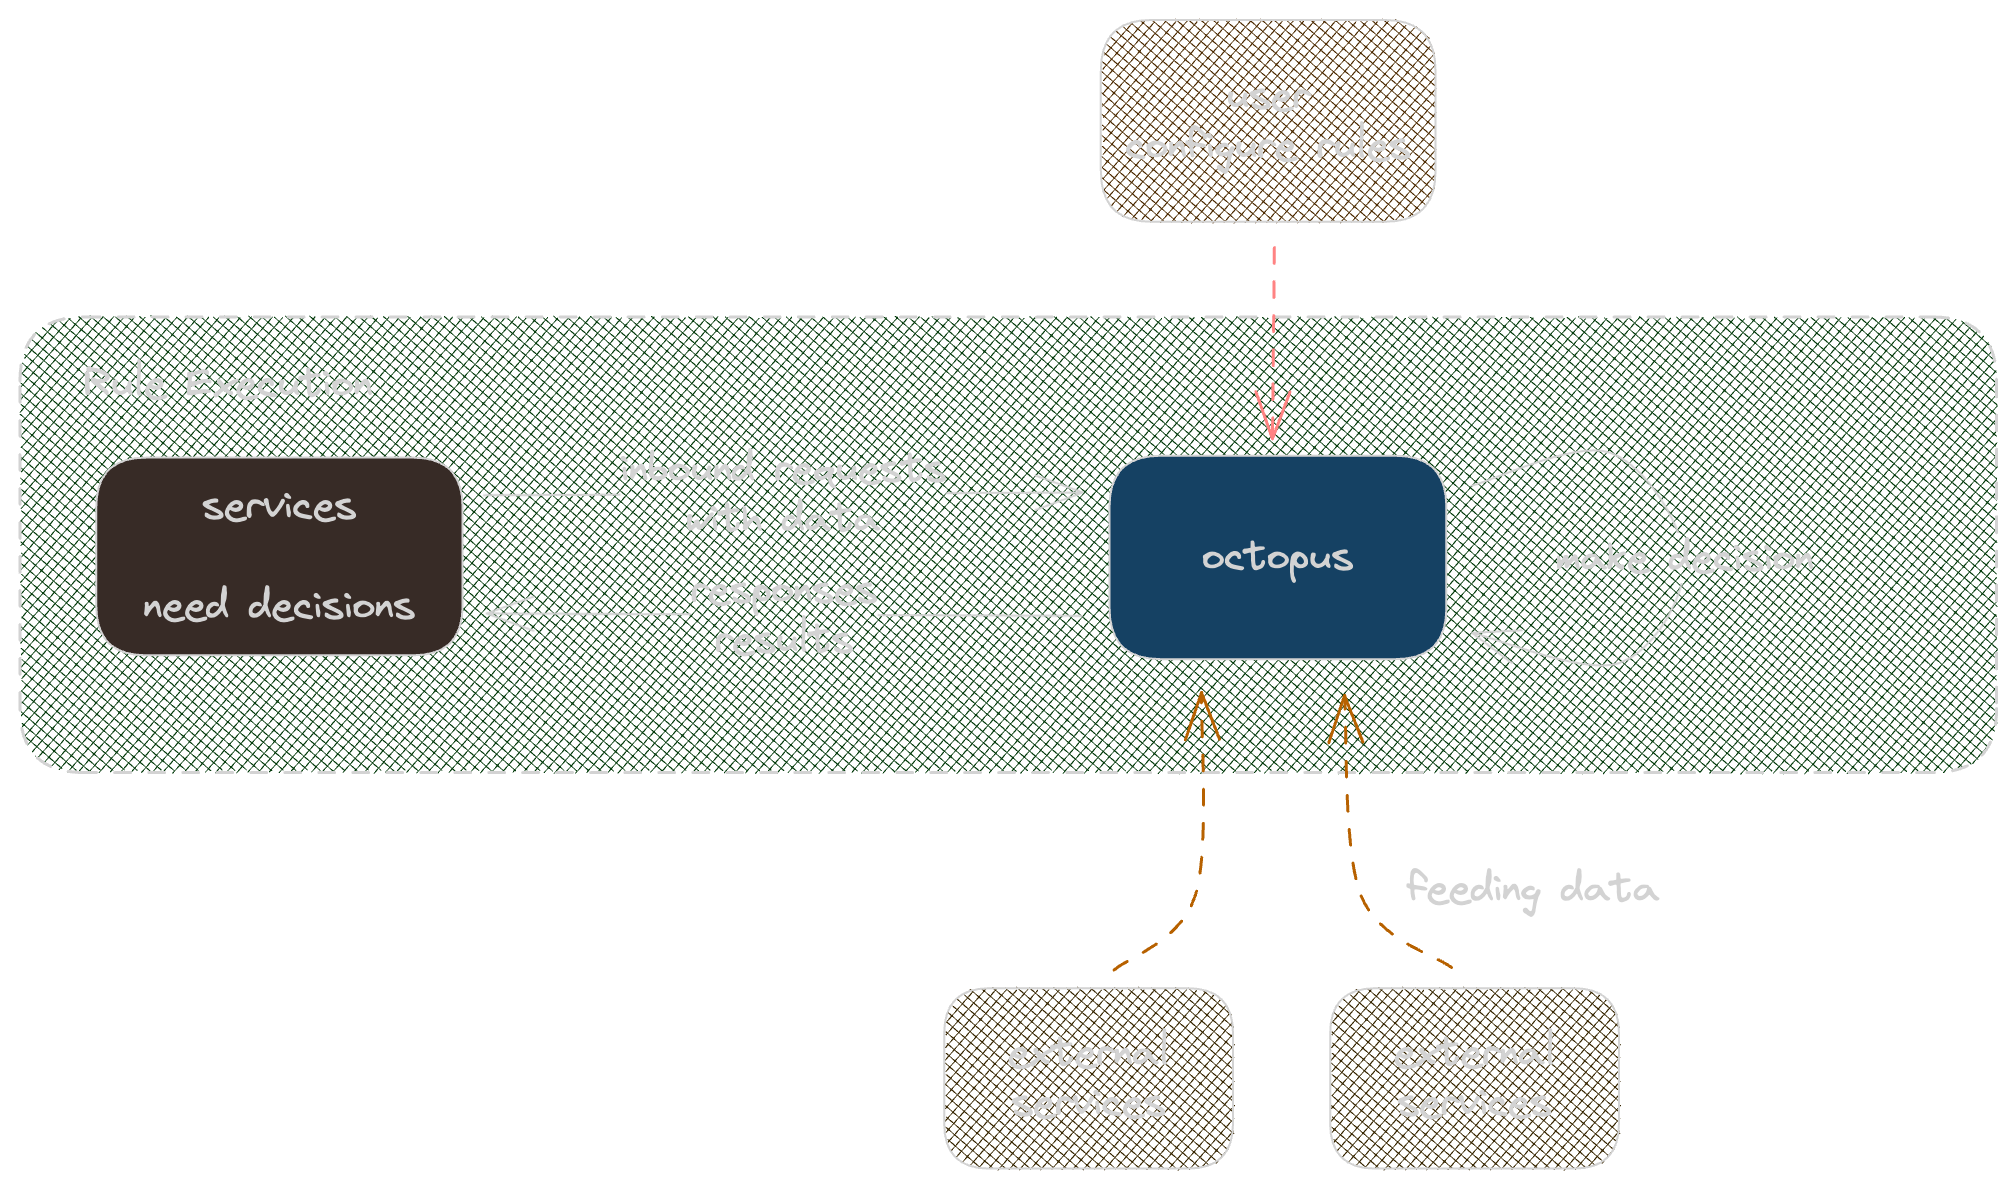 user
configure rules
Rule Execution
services
need decisions
inbound requests
with data
responses
results
octopus
make decision
feeding data
external
services
external
services